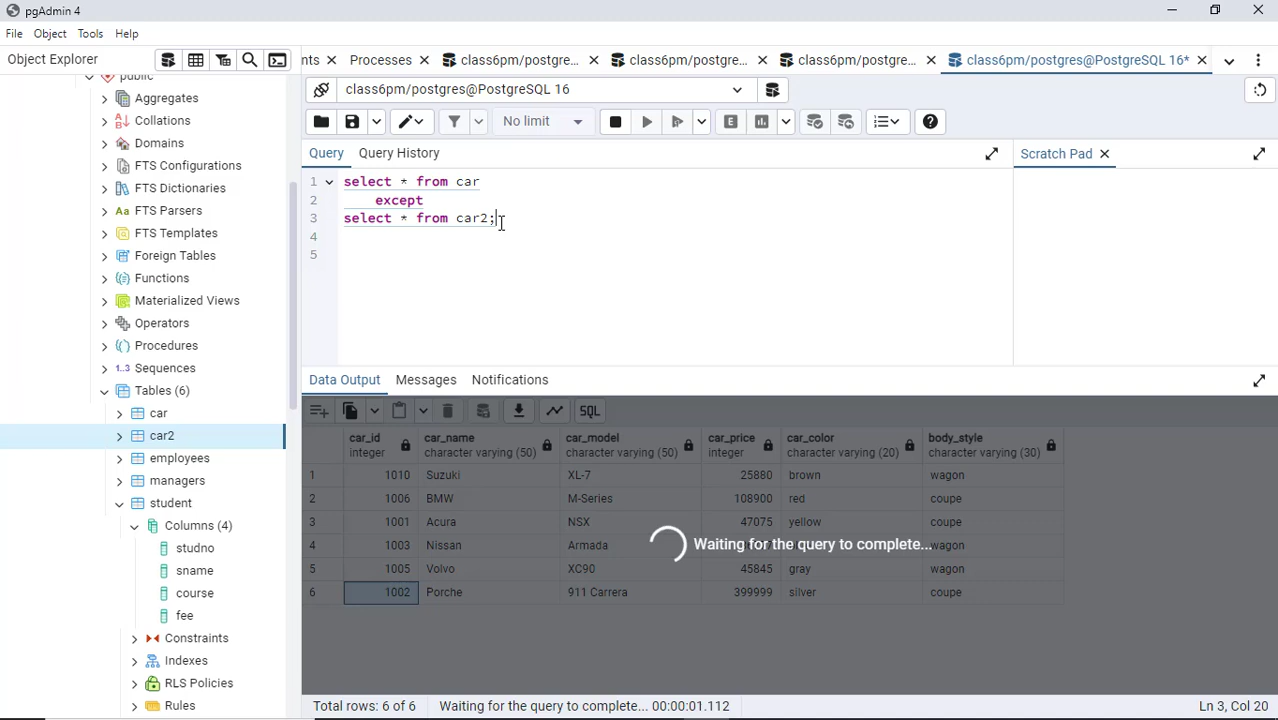 pgAdmin 4
File Object Tools Help
Object Explorer
nts Processes class6pm/postgre... class6pm/postgre... class6pm/postgre... class6pm/postgres@PostgreSQL 16*
class6pm/postgres@PostgreSQL 16
No limit
E
Query Query History
Scratch Pad
1 select * from car
2 except
3 select * from car2;
4
5
public
Aggregates
Collations
Domains
FTS Configurations
FTS Dictionaries
Aa FTS Parsers
FTS Templates
Foreign Tables
Functions
Materialized Views
Operators
Procedures
1..3 Sequences
Tables (6)
car
car2
employees
managers
student
Columns (4)
studno
sname
course
fee
Constraints
Indexes
RLS Policies
Rules
Data Output Messages Notifications
SQL
car_id car_name car_model car_price car_color body_style
integer character varying (50) character varying (50) integer character varying (20) character varying (30)
1 1010 Suzuki XL-7 25880 brown wagon
2 1006 BMW M-Series 108900 red coupe
3 1001 Acura NSX 47075 yellow coupe
4 1003 Nissan Armada wagon
Waiting for the query to complete...
5 1005 Volvo XC90 45845 gray wagon
6 1002 Porche 911 Carrera 399999 silver coupe
Total rows: 6 of 6 Waiting for the query to complete... 00:00:01.112 Ln 3, Col 20